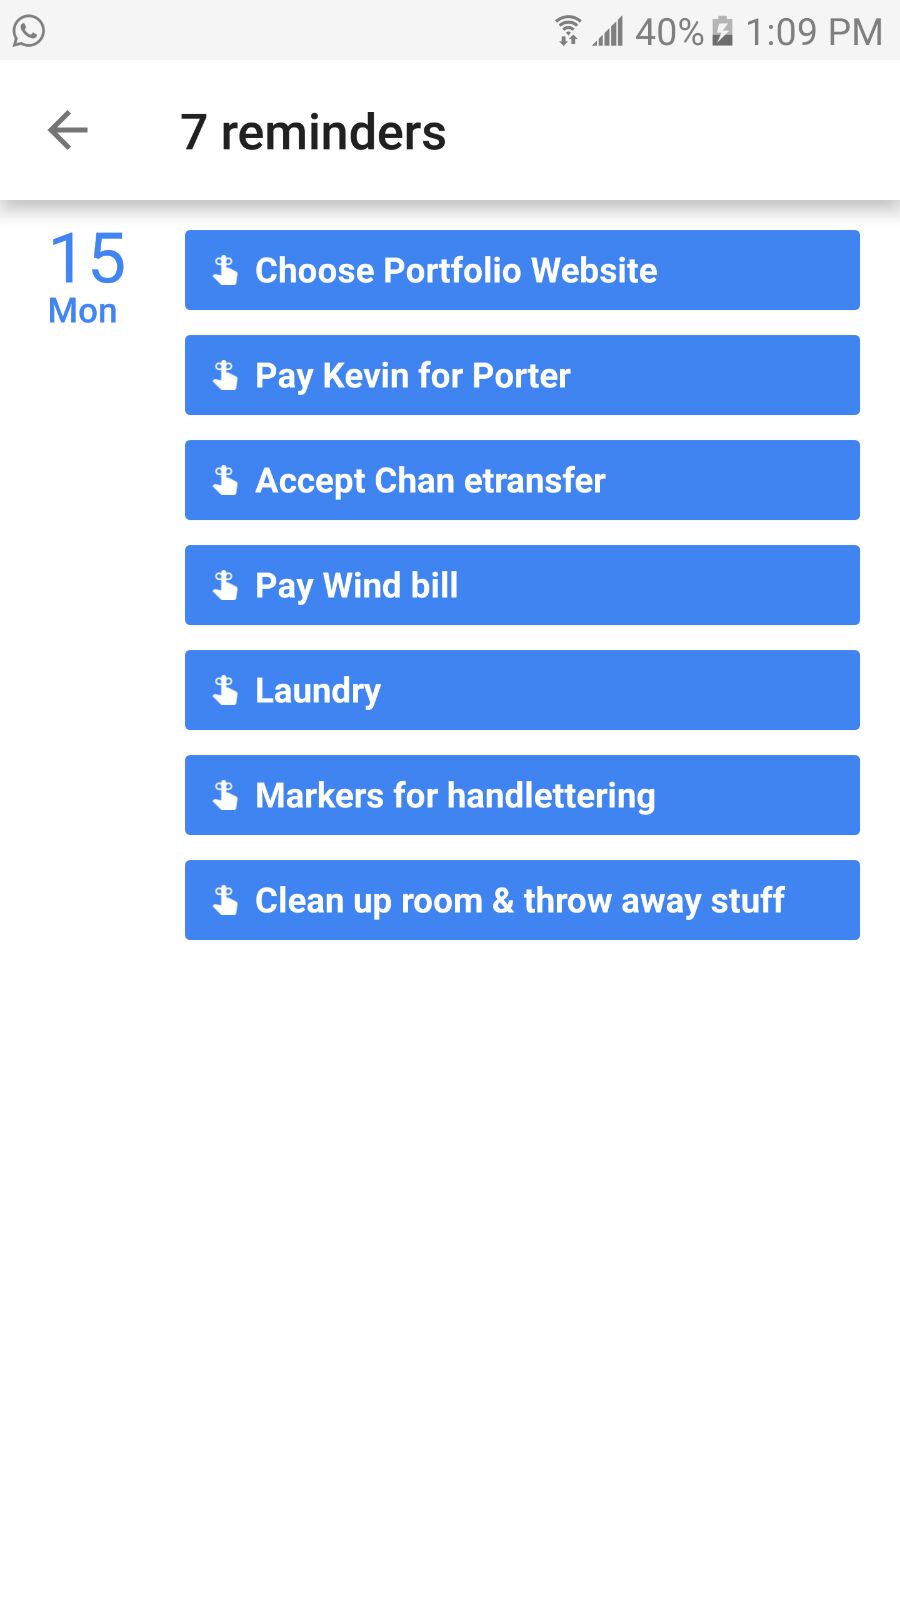 40% 1:09 PM
7 reminders
15
Mon
Choose Portfolio Website
Pay Kevin for Porter
Accept Chan etransfer
Pay Wind bill
Laundry
Markers for handlettering
Clean up room & throw away stuff